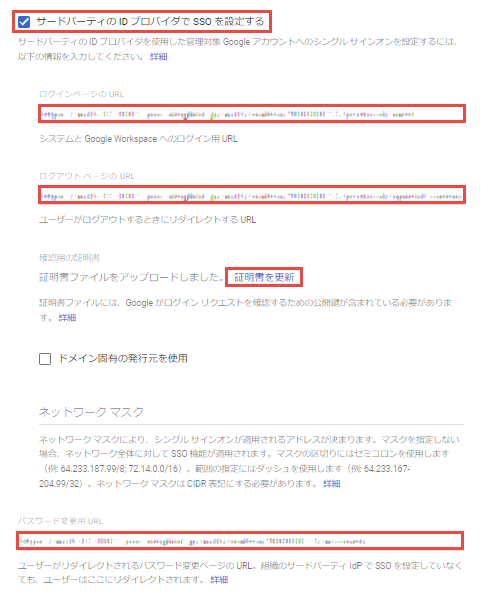 サードパーティの ID プロバイダで SSO を設定する
サードパーティの ID プロバイダを使用した管理対象 Google アカウントへのシングル サインオンを設定するには、
以下の情報を入力してください。 詳細
ログインページの URL
システムと Google Workspace へのログイン用 URL
ログアウト ページの URL
ユーザーがログアウトするときにリダイレクトする URL
確認用の証明書
証明書ファイルをアップロードしました。 証明書を更新
証明書ファイルには、Google がログイン リクエストを確認するための公開鍵が含まれている必要がありま
す。 詳細
ドメイン固有の発行元を使用
ネットワーク マスク
ネットワーク マスクにより、シングル サインオンが適用されるアドレスが決まります。マスクを指定しない
場合、ネットワーク全体に対して SSO 機能が適用されます。マスクの区切りにはセミコロンを使用します
（例: 64.233.187.99/8; 72.14.0.0/16）。範囲の指定にはダッシュを使用します（例: 64.233.167-
204.99/32）。ネットワーク マスクは CIDR 表記にする必要があります。 詳細
パスワード変更用 URL
ユーザーがリダイレクトされるパスワード変更ページの URL。組織のサードパーティ IdP で SSO を設定していなく
ても、ユーザーはここにリダイレクトされます。 詳細